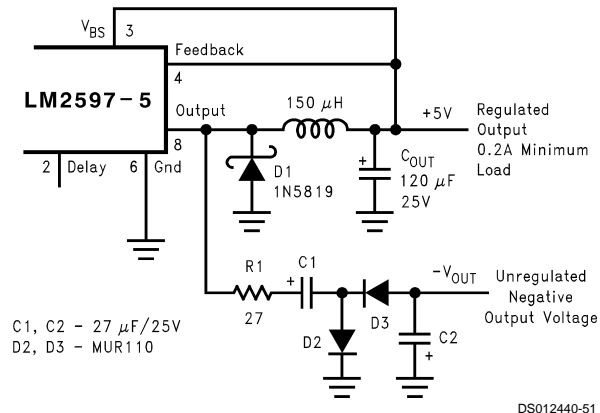 V_BS 3
Feedback
4
LM2597-5
Output
8
150 µH
+5V
Regulated
Output
0.2A Minimum
Load
2 Delay
6 Gnd
D1
1N5819
+
C_OUT
120 µF
25V
R1
27
+
C1
D2
D3
-V_OUT
C2
+
Unregulated
Negative
Output Voltage
C1, C2 - 27 µF/25V
D2, D3 - MUR110
DS012440-51